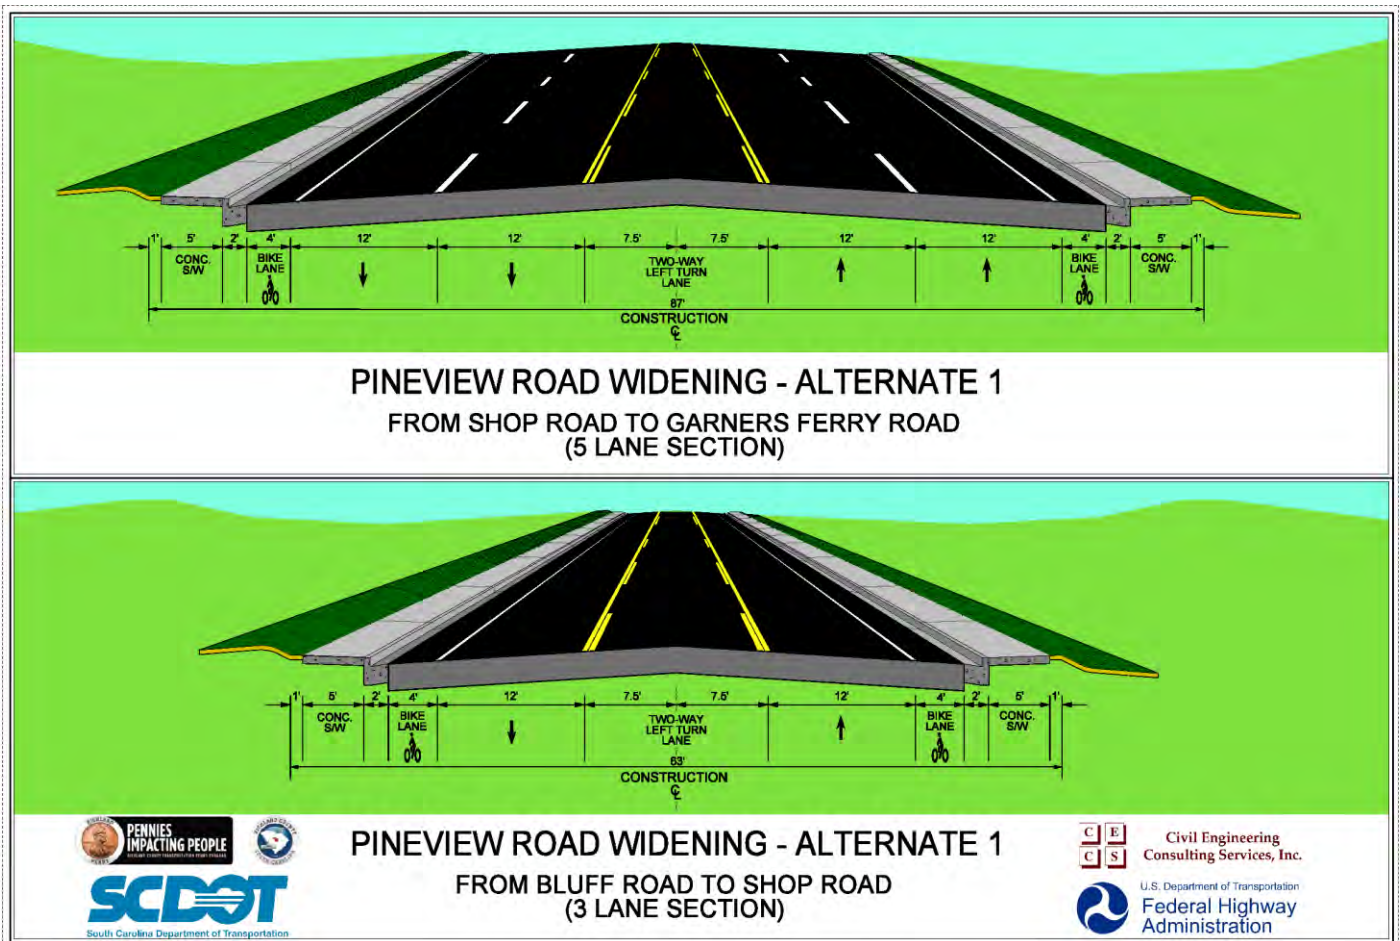 1' 5' 2' 4' 12' 12' 7.5' 7.5' 12' 12' 4' 2' 5' 1'
CONC.
S/W
BIKE
LANE
TWO-WAY
LEFT TURN
LANE
BIKE
LANE
CONC.
S/W
87'
CONSTRUCTION
℄
PINEVIEW ROAD WIDENING - ALTERNATE 1
FROM SHOP ROAD TO GARNERS FERRY ROAD
(5 LANE SECTION)
1' 5' 2' 4' 12' 7.5' 7.5' 12' 4' 2' 5' 1'
CONC.
S/W
BIKE
LANE
TWO-WAY
LEFT TURN
LANE
BIKE
LANE
CONC.
S/W
63'
CONSTRUCTION
℄
PENNIES
IMPACTING PEOPLE
SCDOT
South Carolina Department of Transportation
PINEVIEW ROAD WIDENING - ALTERNATE 1
FROM BLUFF ROAD TO SHOP ROAD
(3 LANE SECTION)
C E
C S
Civil Engineering
Consulting Services, Inc.
U.S. Department of Transportation
Federal Highway
Administration